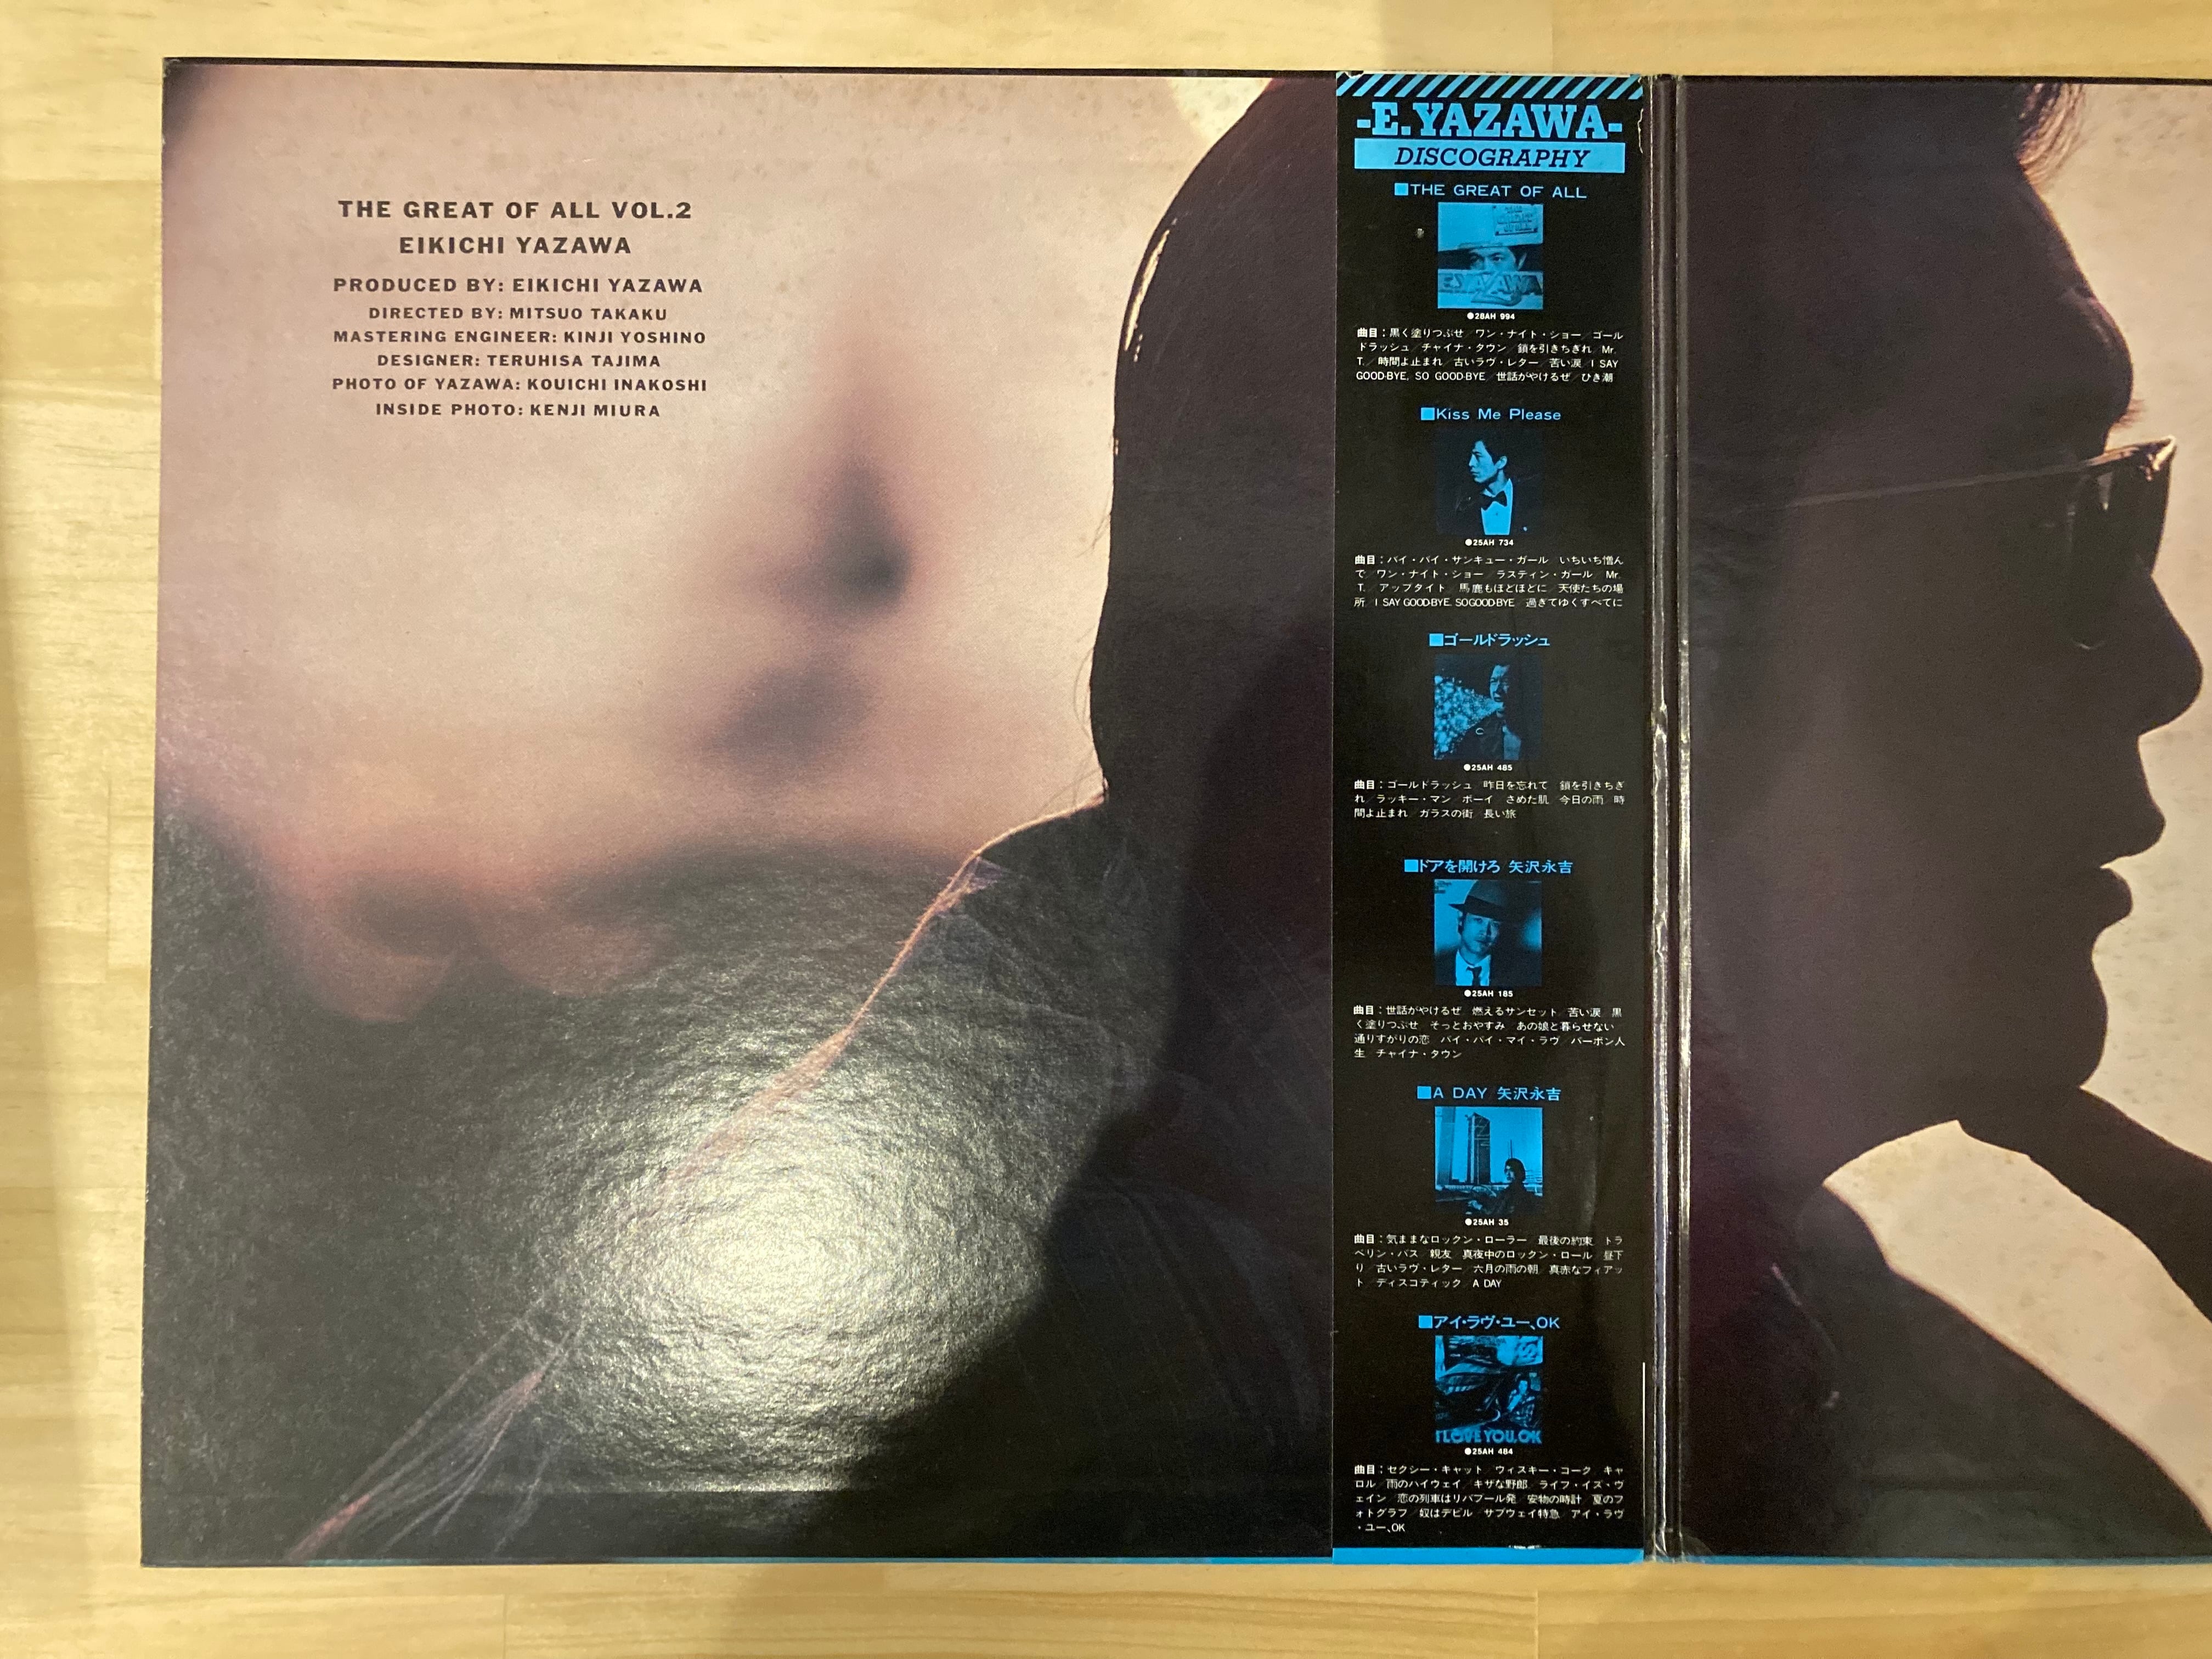 THE GREAT OF ALL VOL.2
EIKICHI YAZAWA
PRODUCED BY: EIKICHI YAZAWA
DIRECTED BY: MITSUO TAKAKU
MASTERING ENGINEER: KINJI YOSHINO
DESIGNER: TERUHISA TAJIMA
PHOTO OF YAZAWA: KOUICHI INAKOSHI
INSIDE PHOTO: KENJI MIURA
-E.YAZAWA-
DISCOGRAPHY
■THE GREAT OF ALL
E.YAZAWA
●28AH 994
曲目：黒く塗りつぶせ／ワン・ナイト・ショー／ゴール
ドラッシュ／チャイナ・タウン／鎖を引きちぎれ／Mr.
T.／時間よ止まれ／古いラヴ・レター／苦い涙／I SAY
GOOD-BYE, SO GOOD-BYE／世話がやけるぜ／ひき潮
■Kiss Me Please
●25AH 734
曲目：バイ・バイ・サンキュー・ガール／いちいち憎ん
で／ワン・ナイト・ショー／ラスティン・ガール／Mr.
T.／アップタイト／馬鹿もほどほどに／天使たちの場
所／I SAY GOOD-BYE, SO GOOD-BYE／過ぎてゆくすべてに
■ゴールドラッシュ
●25AH 485
曲目：ゴールドラッシュ／昨日を忘れて／鎖を引きちぎ
れ／ラッキー・マン／ボーイ／さめた肌／今日の雨／時
間よ止まれ／ガラスの街／長い旅
■ドアを開けろ 矢沢永吉
●25AH 185
曲目：世話がやけるぜ／燃えるサンセット／苦い涙／黒
く塗りつぶせ／そっとおやすみ／あの娘と暮らせない／
通りすがりの恋／バイ・バイ・マイ・ラヴ／バーボン人
生／チャイナ・タウン
■A DAY 矢沢永吉
●25AH 35
曲目：気ままなロックン・ローラー／最後の約束／トラ
ベリン・バス／親友／真夜中のロックン・ロール／昼下
り／古いラヴ・レター／六月の雨の朝／真赤なフィアッ
ト／ディスコティック／A DAY
■アイ・ラヴ・ユー、OK
I LOVE YOU, OK
●25AH 484
曲目：セクシー・キャット／ウィスキー・コーク／キャ
ロル／雨のハイウェイ／キザな野郎／ライフ・イズ・ヴ
ェイン／恋の列車はリバプール発／安物の時計／夏のフ
ォトグラフ／奴はデビル／サブウェイ特急／アイ・ラヴ
・ユー、OK